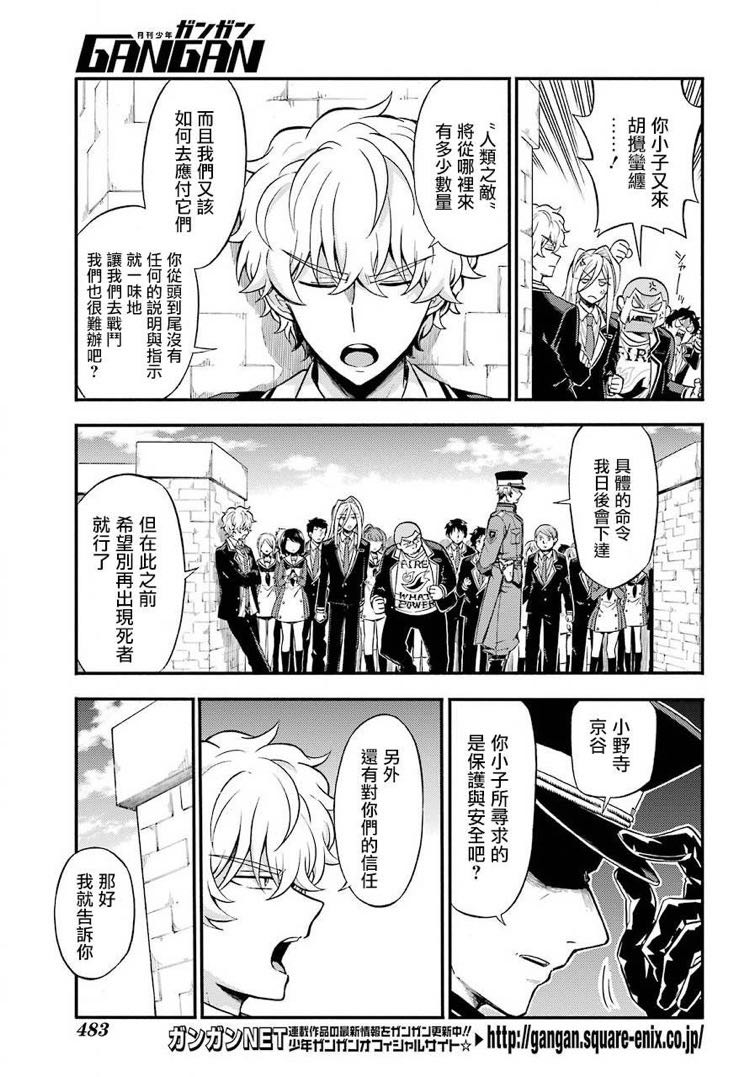 月刊少年
ガンガン
GANGAN
你小子又來
胡攪蠻纏
……！
〝人類之敵〞
將從哪裡來
有多少數量
而且我們又該
如何去應付它們
你從頭到尾沒有
任何的説明與指示
就一味地
讓我們去戰鬥
我們也很難辦吧？
具體的命令
我日後會下達
FIRE
FIRE
WHAT
POWER
但在此之前
希望別再出現死者
就行了
小野寺
京谷
你小子所尋求的
是保護與安全吧？
另外
還有對你們的信任
那好
我就告訴你
483
ガンガンNET
連載作品の最新情報をガンガン更新中!!
少年ガンガンオフィシャルサイト☆
http://gangan.square-enix.co.jp/